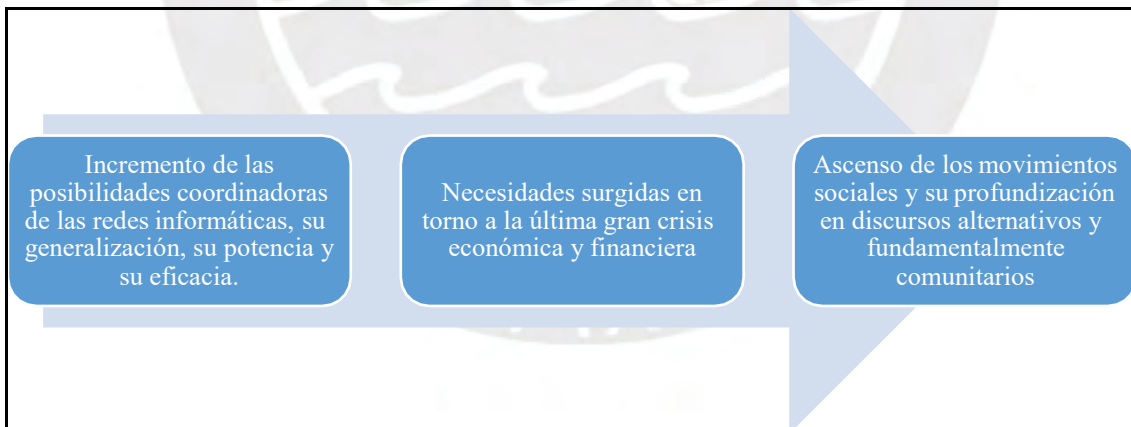 Incremento de las
posibilidades coordinadoras
de las redes informáticas, su
generalización, su potencia y
su eficacia.
Necesidades surgidas en
torno a la última gran crisis
económica y financiera
Ascenso de los movimientos
sociales y su profundización
en discursos alternativos y
fundamentalmente
comunitarios